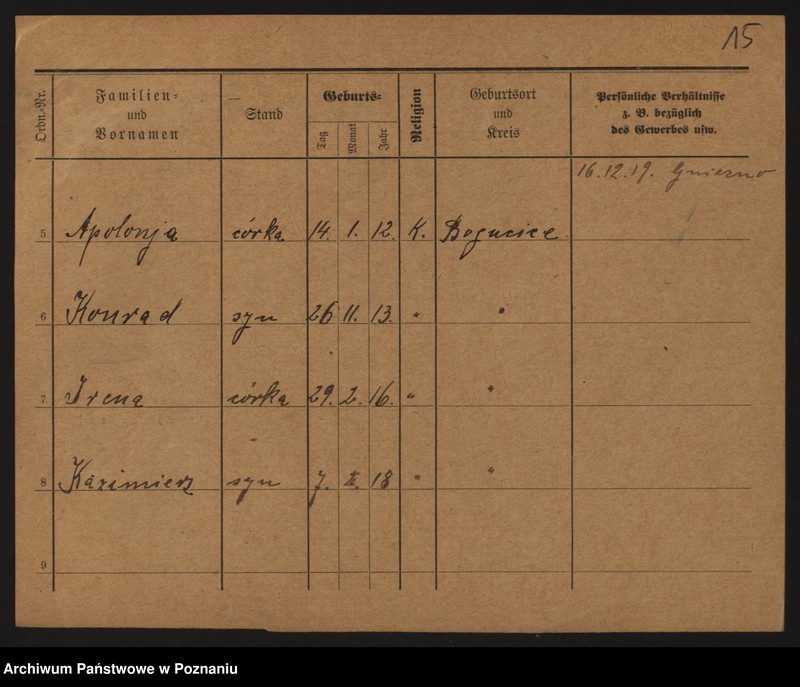 15
Ordn.-Nr. Familien- und Vornamen — Stand Geburts- Tag Monat Jahr Religion Geburtsort und Kreis Persönliche Verhältnisse z. B. bezüglich des Gewerbes usw.
16.12.19. Gniezno
5 Apolonja córka 14. 1. 12. K. Bogucice
6 Konrad syn 26 11. 13. " "
7 Irena córka 29. 2. 16. " "
8 Kazimierz syn 7. X. 18 " "
9
Archiwum Państwowe w Poznaniu